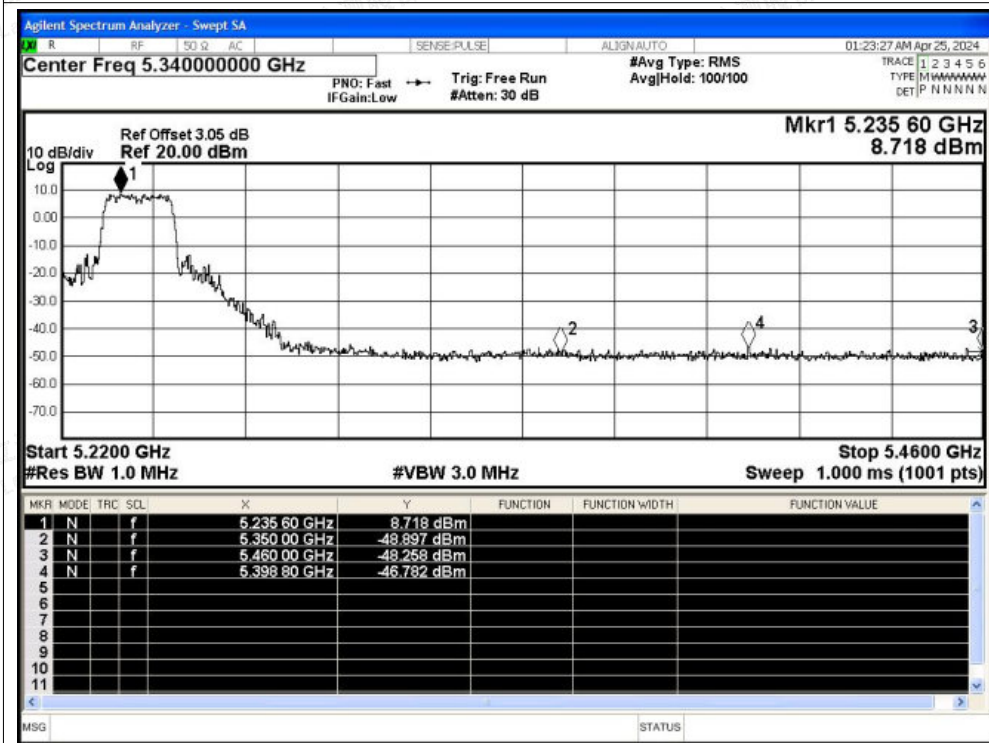 Agilent Spectrum Analyzer - Swept SA
LXI R RF 50 Ω AC SENSE:PULSE ALIGNAUTO 01:23:27 AM Apr 25, 2024
Center Freq 5.340000000 GHz
PNO: Fast
IFGain:Low
Trig: Free Run
#Atten: 30 dB
#Avg Type: RMS
Avg|Hold: 100/100
TRACE 1 2 3 4 5 6
TYPE M
DET P N N N N N
Mkr1 5.235 60 GHz
8.718 dBm
Ref Offset 3.05 dB
10 dB/div Ref 20.00 dBm
Log
1
10.0
0.00
-10.0
-20.0
-30.0
-40.0
2
4
3
-50.0
-60.0
-70.0
Start 5.2200 GHz Stop 5.4600 GHz
#Res BW 1.0 MHz #VBW 3.0 MHz Sweep 1.000 ms (1001 pts)
MKR MODE TRC SCL X Y FUNCTION FUNCTION WIDTH FUNCTION VALUE
1 N f 5.235 60 GHz 8.718 dBm
2 N f 5.350 00 GHz -48.897 dBm
3 N f 5.460 00 GHz -48.258 dBm
4 N f 5.398 80 GHz -46.782 dBm
5
6
7
8
9
10
11
MSG STATUS